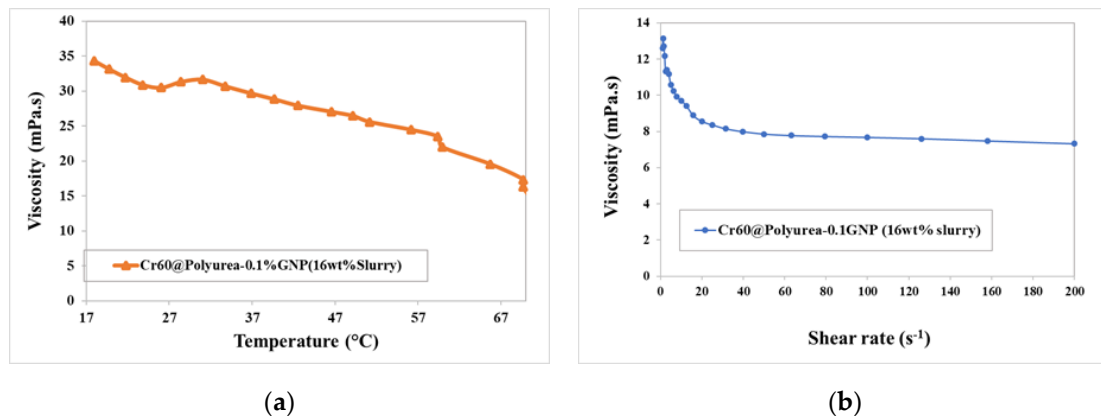 40
35
30
25
20
15
10
5
0
Viscosity (mPa.s)
Cr60@Polyurea-0.1%GNP(16wt%Slurry)
17 27 37 47 57 67
Temperature (°C)
(a)
14
12
10
8
6
4
2
0
Viscosity (mPa.s)
Cr60@Polyurea-0.1GNP (16wt% slurry)
0 20 40 60 80 100 120 140 160 180 200
Shear rate (s⁻¹)
(b)